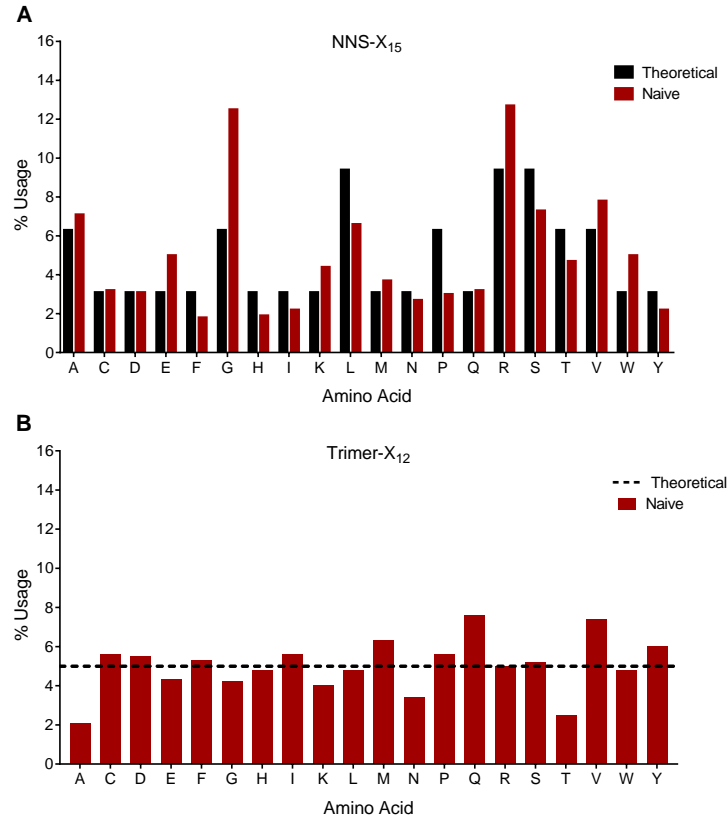 A
NNS-X15
16
14
12
10
8
6
4
2
0
% Usage
Theoretical
Naive
A C D E F G H I K L M N P Q R S T V W Y
Amino Acid
B
Trimer-X12
16
14
12
10
8
6
4
2
0
% Usage
Theoretical
Naive
A C D E F G H I K L M N P Q R S T V W Y
Amino Acid